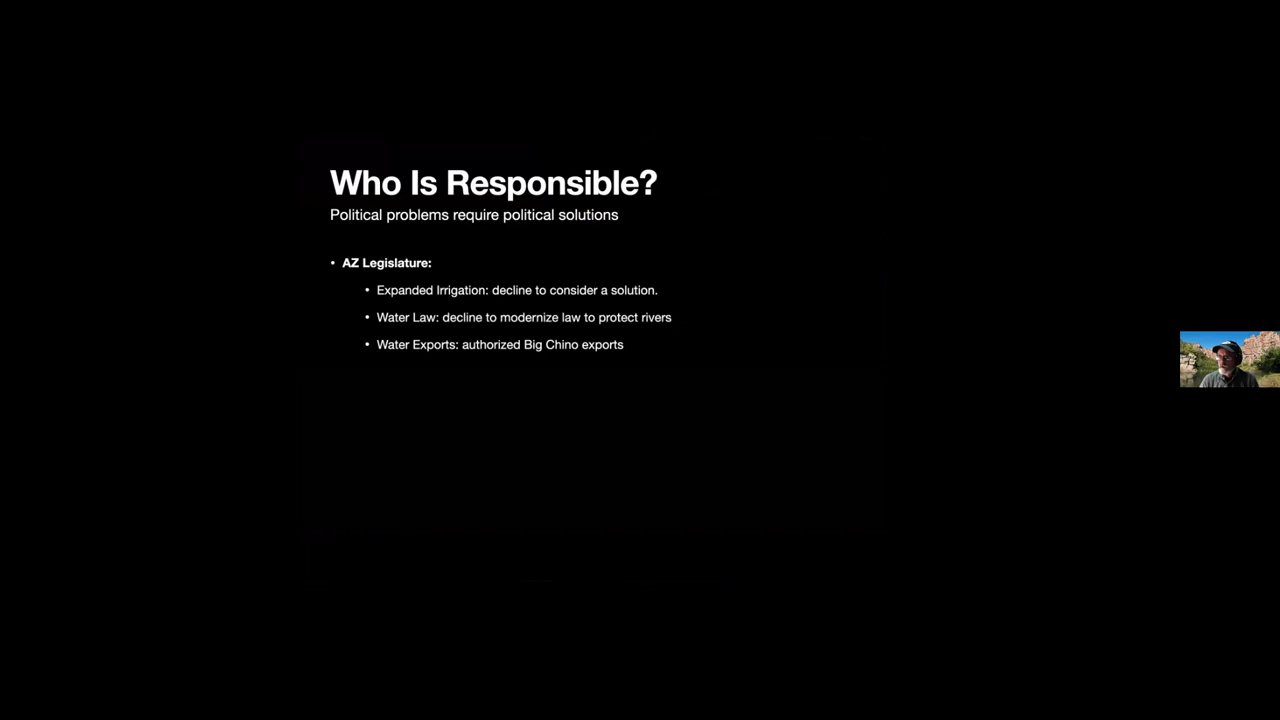 Who Is Responsible?
Political problems require political solutions
• AZ Legislature:
• Expanded Irrigation: decline to consider a solution.
• Water Law: decline to modernize law to protect rivers
• Water Exports: authorized Big Chino exports